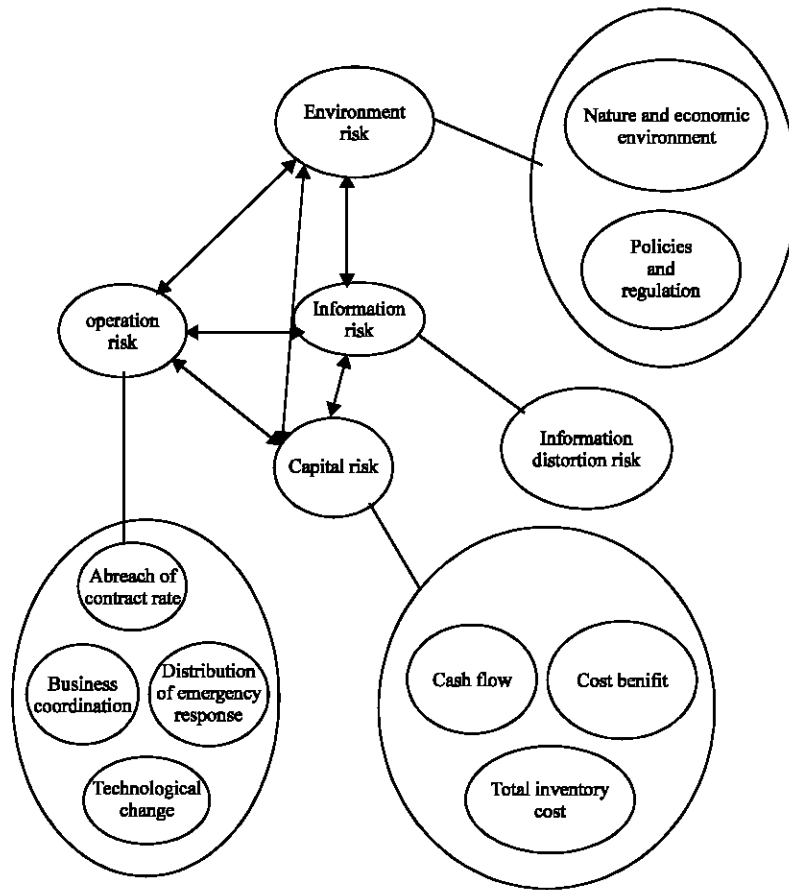 Environment
risk
Nature and economic
environment
Policies
and
regulation
operation
risk
Information
risk
Capital risk
Information
distortion risk
Abreach of
contract rate
Business
coordination
Distribution
of emergency
response
Technological
change
Cash flow
Cost benifit
Total inventory
cost